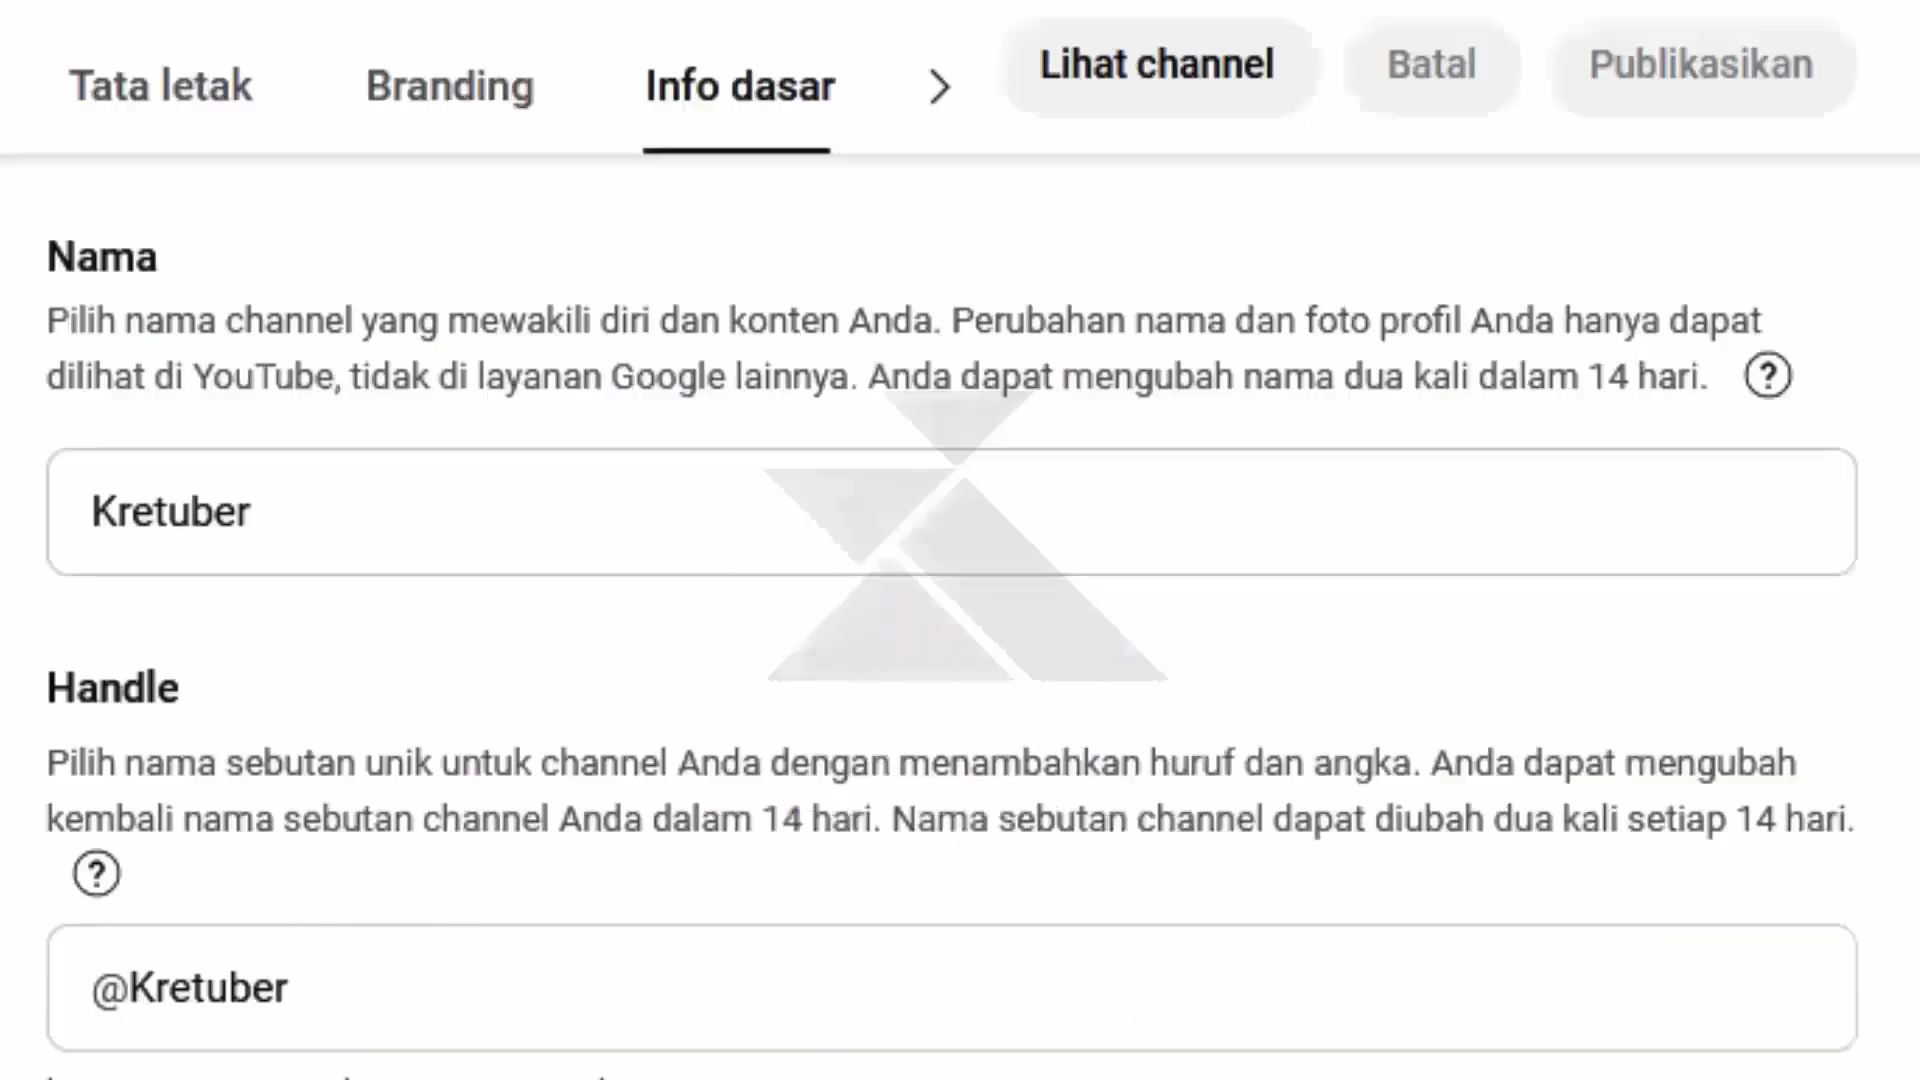 Tata letak Branding Info dasar Lihat channel Batal Publikasikan
Nama
Pilih nama channel yang mewakili diri dan konten Anda. Perubahan nama dan foto profil Anda hanya dapat
dilihat di YouTube, tidak di layanan Google lainnya. Anda dapat mengubah nama dua kali dalam 14 hari.
Kretuber
Handle
Pilih nama sebutan unik untuk channel Anda dengan menambahkan huruf dan angka. Anda dapat mengubah
kembali nama sebutan channel Anda dalam 14 hari. Nama sebutan channel dapat diubah dua kali setiap 14 hari.
@Kretuber